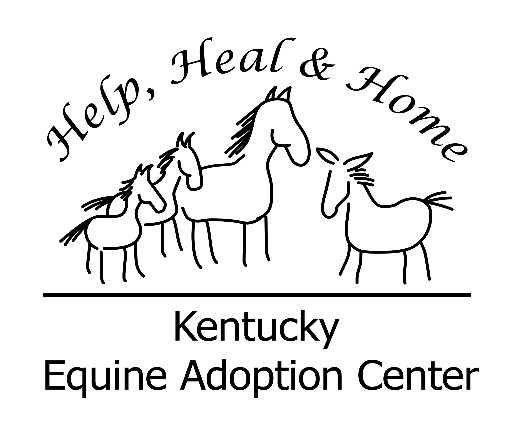 Help, Heal & Home
Kentucky
Equine Adoption Center